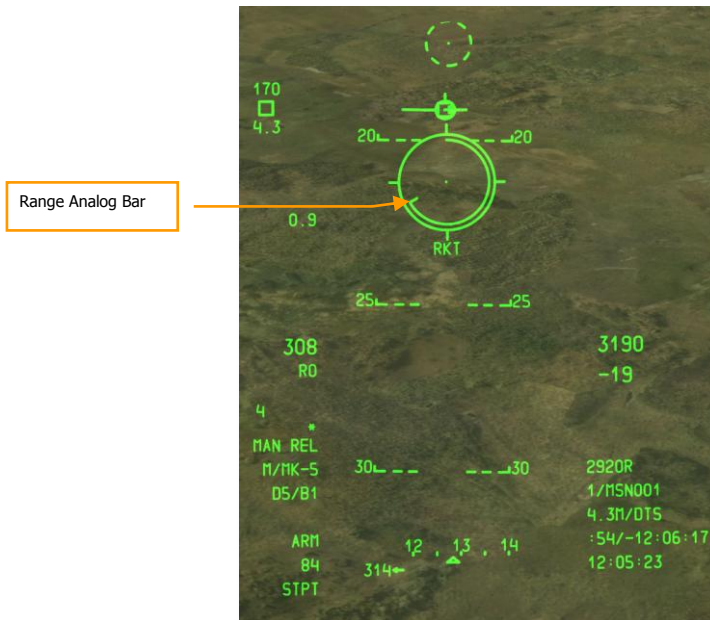 170
4.3
20 20
Range Analog Bar
0.9
RKT
25 25
308
R0
3190
-19
4
*
MAN REL
M/MK-5
D5/B1
30 30
2920R
1/MSN001
4.3M/DTS
:54/-12:06:17
12:05:23
ARM
84
STPT
12 . 13 . 14
314←